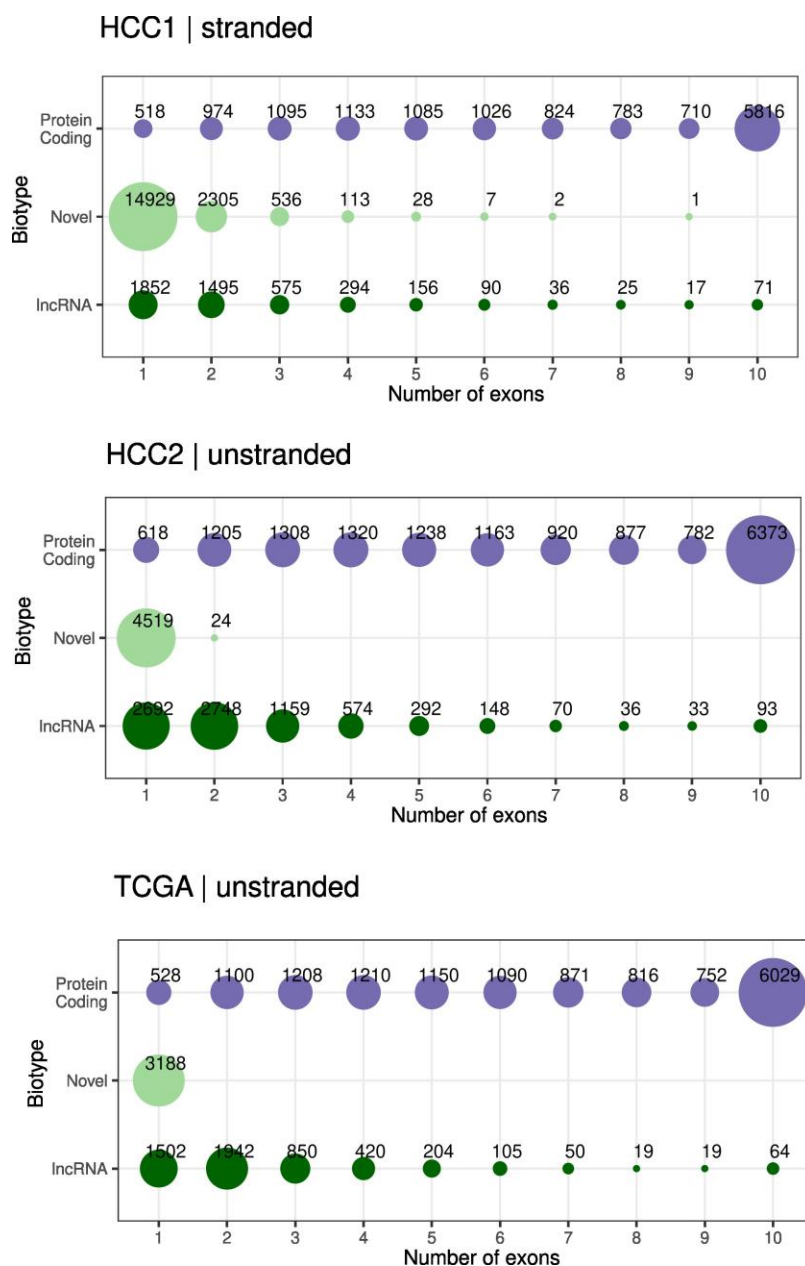 HCC1 | stranded
518 974 1095 1133 1085 1026 824 783 710 5816
Protein
Coding
14929 2305 536 113 28 7 2 1
Novel
1852 1495 575 294 156 90 36 25 17 71
lncRNA
Biotype
1 2 3 4 5 6 7 8 9 10
Number of exons
HCC2 | unstranded
618 1205 1308 1320 1238 1163 920 877 782 6373
Protein
Coding
4519 24
Novel
2692 2748 1159 574 292 148 70 36 33 93
lncRNA
Biotype
1 2 3 4 5 6 7 8 9 10
Number of exons
TCGA | unstranded
528 1100 1208 1210 1150 1090 871 816 752 6029
Protein
Coding
3188
Novel
1502 1942 850 420 204 105 50 19 19 64
lncRNA
Biotype
1 2 3 4 5 6 7 8 9 10
Number of exons